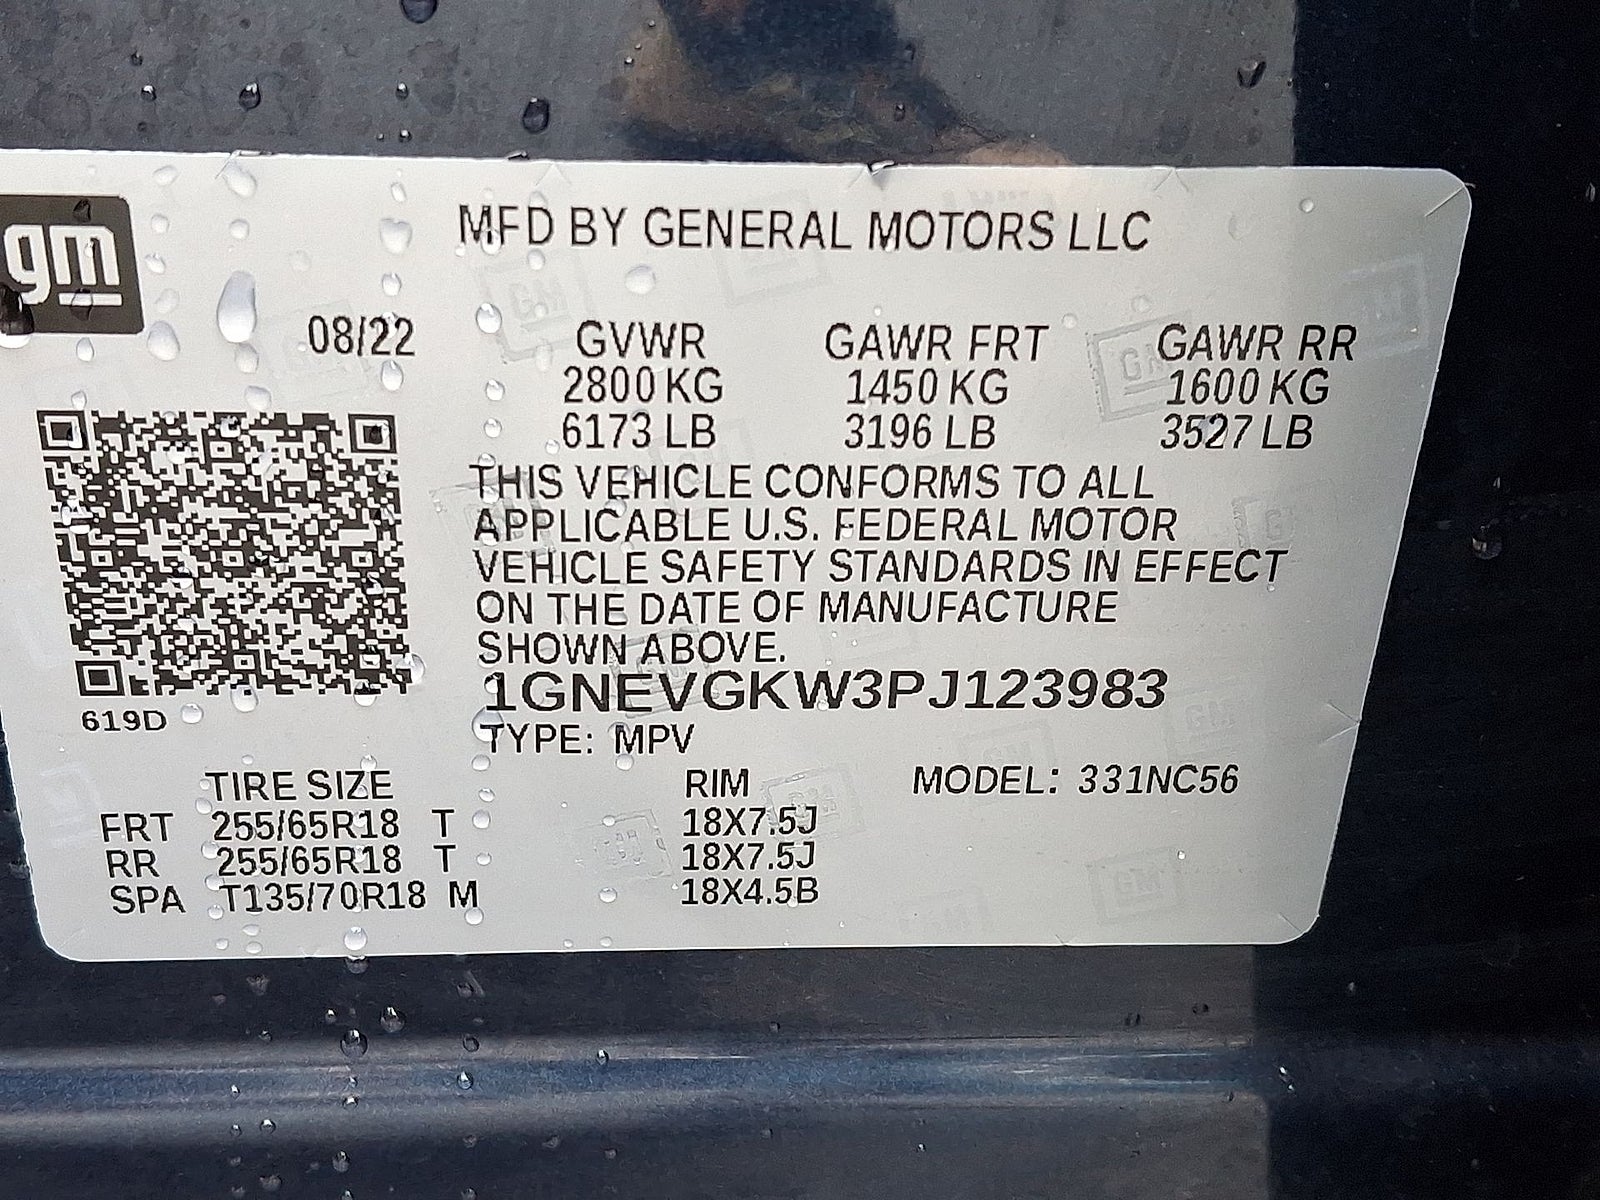 gm
MFD BY GENERAL MOTORS LLC
08/22 GVWR GAWR FRT GAWR RR
2800 KG 1450 KG 1600 KG
6173 LB 3196 LB 3527 LB
THIS VEHICLE CONFORMS TO ALL
APPLICABLE U.S. FEDERAL MOTOR
VEHICLE SAFETY STANDARDS IN EFFECT
ON THE DATE OF MANUFACTURE
SHOWN ABOVE.
1GNEVGKW3PJ123983
619D
TYPE: MPV
TIRE SIZE RIM MODEL: 331NC56
FRT 255/65R18 T 18X7.5J
RR 255/65R18 T 18X7.5J
SPA T135/70R18 M 18X4.5B